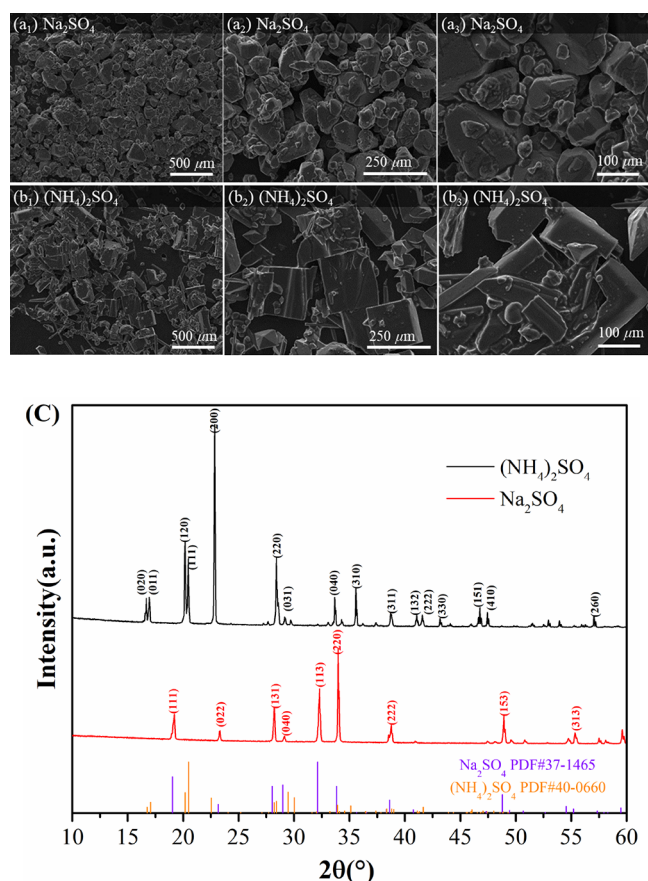 (a₁) Na₂SO₄
(a₂) Na₂SO₄
(a₃) Na₂SO₄
500 μm
250 μm
100 μm
(b₁) (NH₄)₂SO₄
(b₂) (NH₄)₂SO₄
(b₃) (NH₄)₂SO₄
500 μm
250 μm
100 μm
(C)
(NH₄)₂SO₄
Na₂SO₄
(020)
(011)
(120)
(111)
(200)
(220)
(031)
(040)
(310)
(311)
(132)
(222)
(330)
(151)
(410)
(260)
(111)
(022)
(131)
(040)
(113)
(220)
(222)
(153)
(313)
Na₂SO₄ PDF#37-1465
(NH₄)₂SO₄ PDF#40-0660
Intensity(a.u.)
10 15 20 25 30 35 40 45 50 55 60
2θ(°)